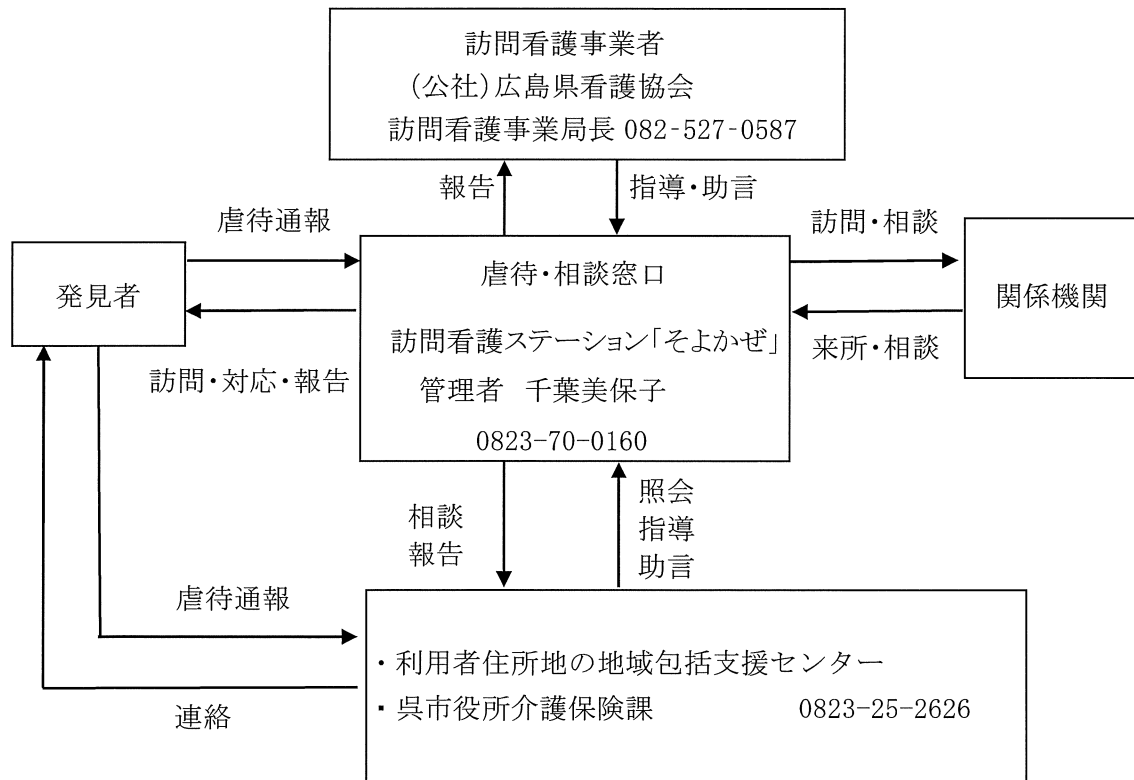 訪問看護事業者
(公社)広島県看護協会
訪問看護事業局長 082-527-0587
報告
指導・助言
虐待通報
訪問・相談
発見者
虐待・相談窓口
訪問看護ステーション「そよかぜ」
管理者 千葉美保子
0823-70-0160
関係機関
訪問・対応・報告
来所・相談
相談
報告
照会
指導
助言
虐待通報
連絡
・利用者住所地の地域包括支援センター
・呉市役所介護保険課 0823-25-2626